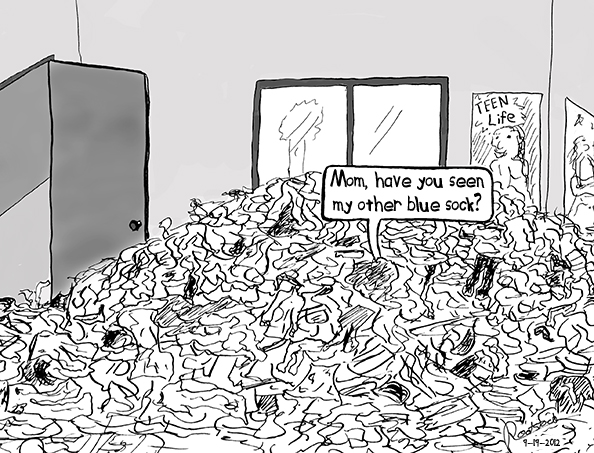 TEEN
Life
Mom, have you seen
my other blue sock?
9-19-2012